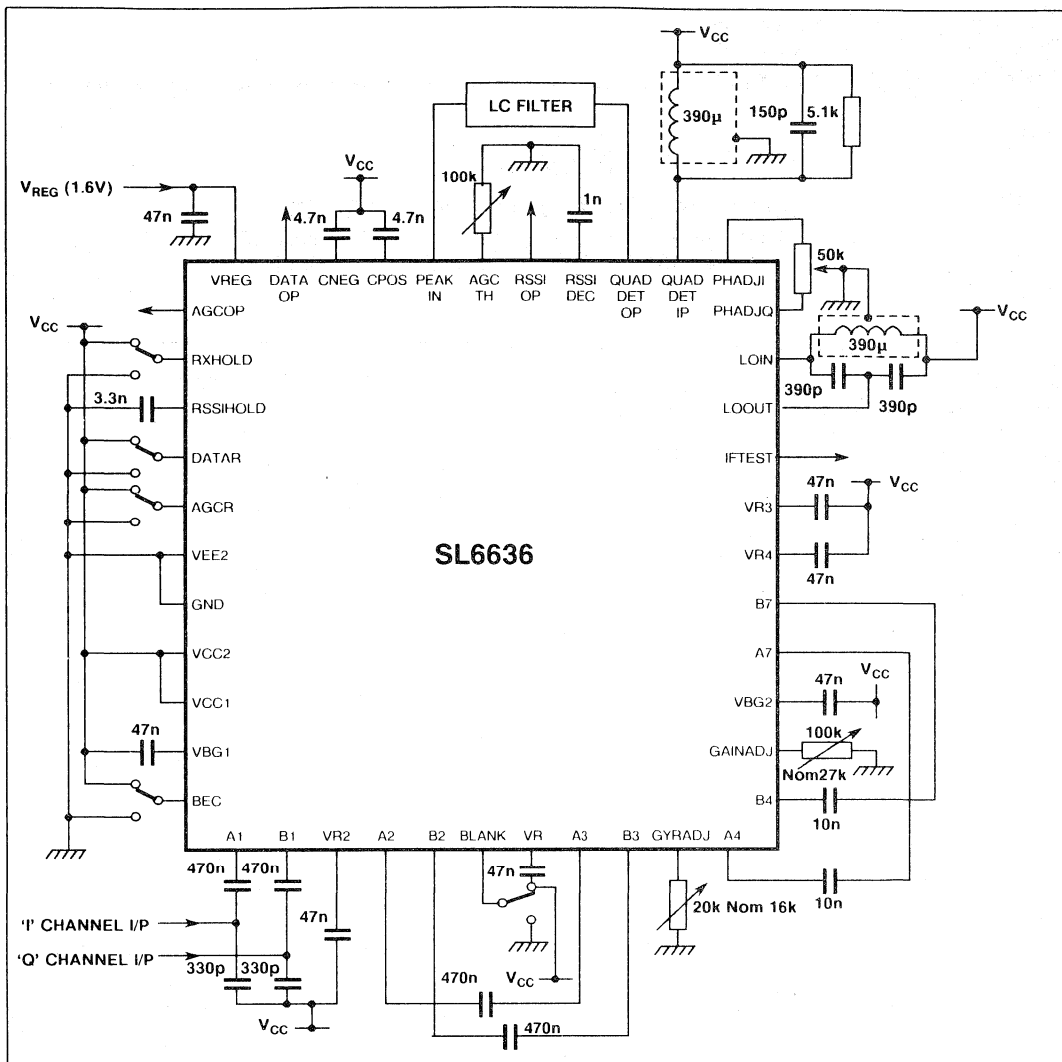 VCC
LC FILTER
390µ
150p
5.1k
VCC
100k
VREG (1.6V)
47n
4.7n
4.7n
1n
50k
VREG
DATA OP
CNEG
CPOS
PEAK IN
AGC TH
RSSI OP
RSSI DEC
QUAD DET OP
QUAD DET IP
PHADJI
AGCOP
PHADJQ
VCC
VCC
RXHOLD
LOIN
390µ
3.3n
390p
390p
RSSIHOLD
LOOUT
DATAR
IFTEST
47n
VCC
AGCR
VR3
VEE2
SL6636
VR4
47n
GND
B7
VCC2
A7
47n
VCC
VCC1
VBG2
47n
100k
VBG1
GAINADJ
Nom27k
BEC
B4
10n
A1
B1
VR2
A2
B2
BLANK
VR
A3
B3
GYRADJ
A4
470n
470n
47n
10n
47n
20k Nom 16k
'I' CHANNEL I/P
'Q' CHANNEL I/P
330p
330p
470n
VCC
VCC
470n